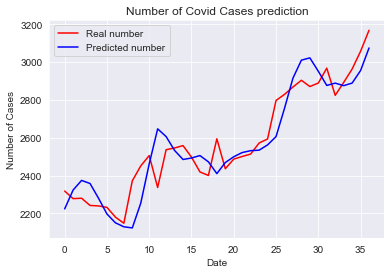 Number of Covid Cases prediction
Real number
Predicted number
Number of Cases
3200
3000
2800
2600
2400
2200
0 5 10 15 20 25 30 35
Date